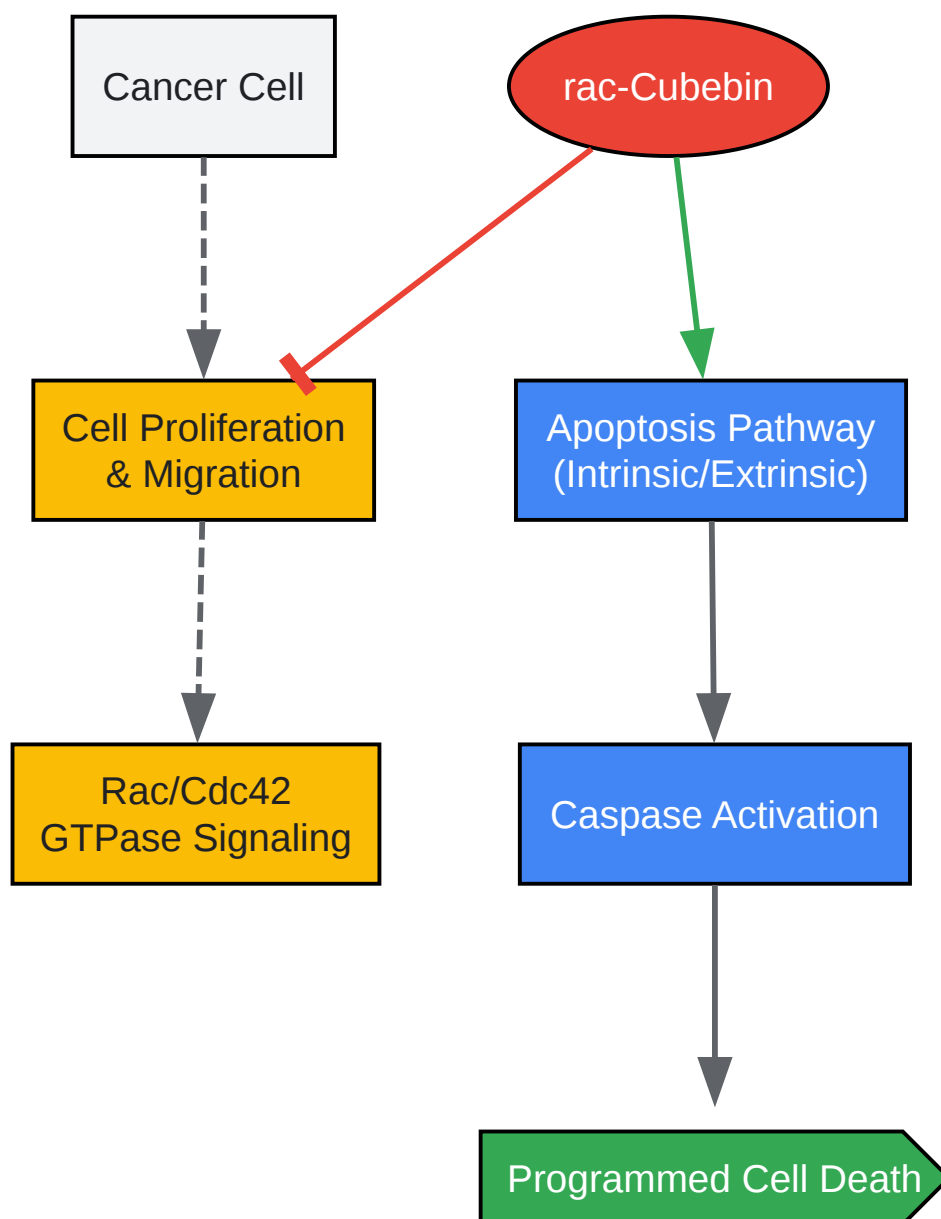 Cancer Cell
rac-Cubebin
Cell Proliferation
& Migration
Apoptosis Pathway
(Intrinsic/Extrinsic)
Rac/Cdc42
GTPase Signaling
Caspase Activation
Programmed Cell Death